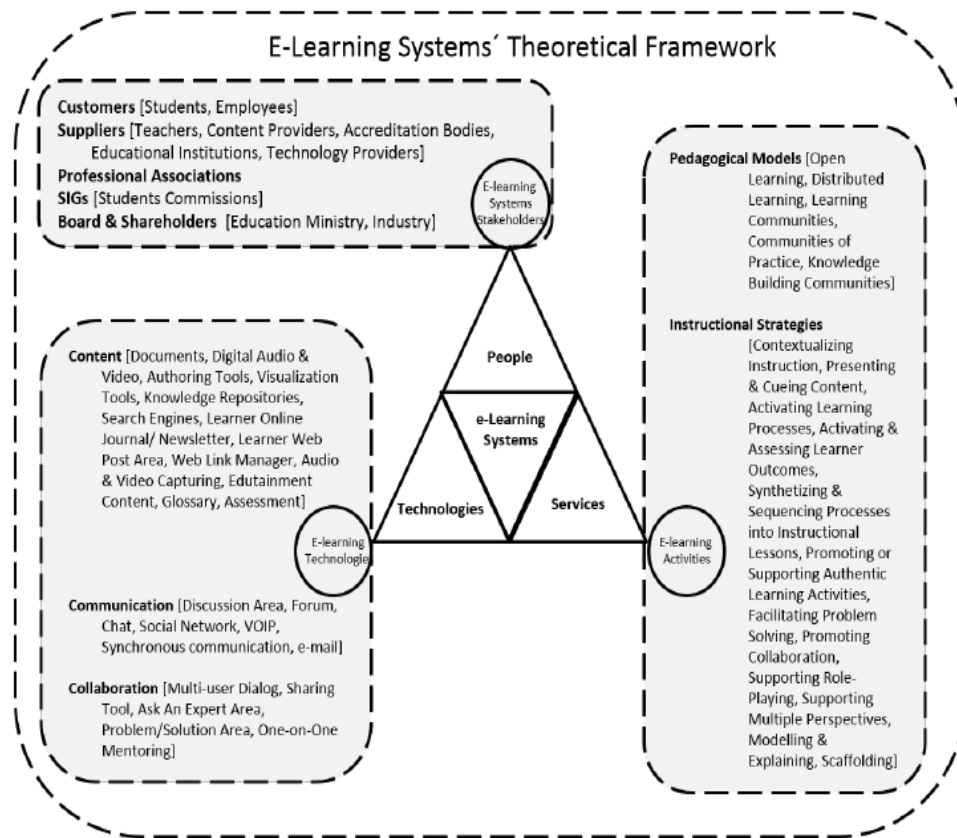 E-Learning Systems´ Theoretical Framework
Customers [Students, Employees]
Suppliers [Teachers, Content Providers, Accreditation Bodies,
Educational Institutions, Technology Providers]
Professional Associations
SIGs [Students Commissions]
Board & Shareholders [Education Ministry, Industry]
E-learning
Systems
Stakeholders
Pedagogical Models [Open
Learning, Distributed
Learning, Learning
Communities,
Communities of
Practice, Knowledge
Building Communities]
Instructional Strategies
[Contextualizing
Instruction, Presenting
& Cueing Content,
Activating Learning
Processes, Activating &
Assessing Learner
Outcomes,
Synthetizing &
Sequencing Processes
into Instructional
Lessons, Promoting or
Supporting Authentic
Learning Activities,
Facilitating Problem
Solving, Promoting
Collaboration,
Supporting Role-
Playing, Supporting
Multiple Perspectives,
Modelling &
Explaining, Scaffolding]
People
e-Learning
Systems
Technologies
Services
Content [Documents, Digital Audio &
Video, Authoring Tools, Visualization
Tools, Knowledge Repositories,
Search Engines, Learner Online
Journal/ Newsletter, Learner Web
Post Area, Web Link Manager, Audio
& Video Capturing, Edutainment
Content, Glossary, Assessment]
E-learning
Technologie
E-learning
Activities
Communication [Discussion Area, Forum,
Chat, Social Network, VOIP,
Synchronous communication, e-mail]
Collaboration [Multi-user Dialog, Sharing
Tool, Ask An Expert Area,
Problem/Solution Area, One-on-One
Mentoring]